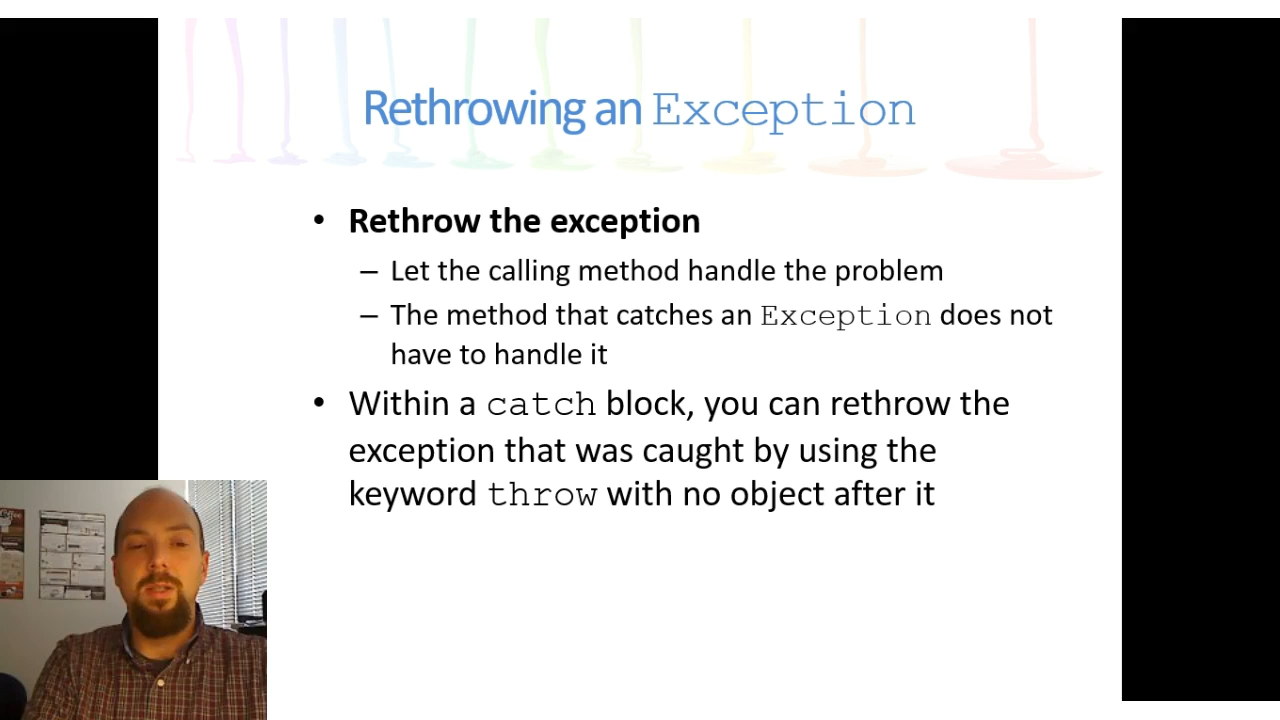 Rethrowing an Exception
• Rethrow the exception
– Let the calling method handle the problem
– The method that catches an Exception does not
have to handle it
• Within a catch block, you can rethrow the
exception that was caught by using the
keyword throw with no object after it